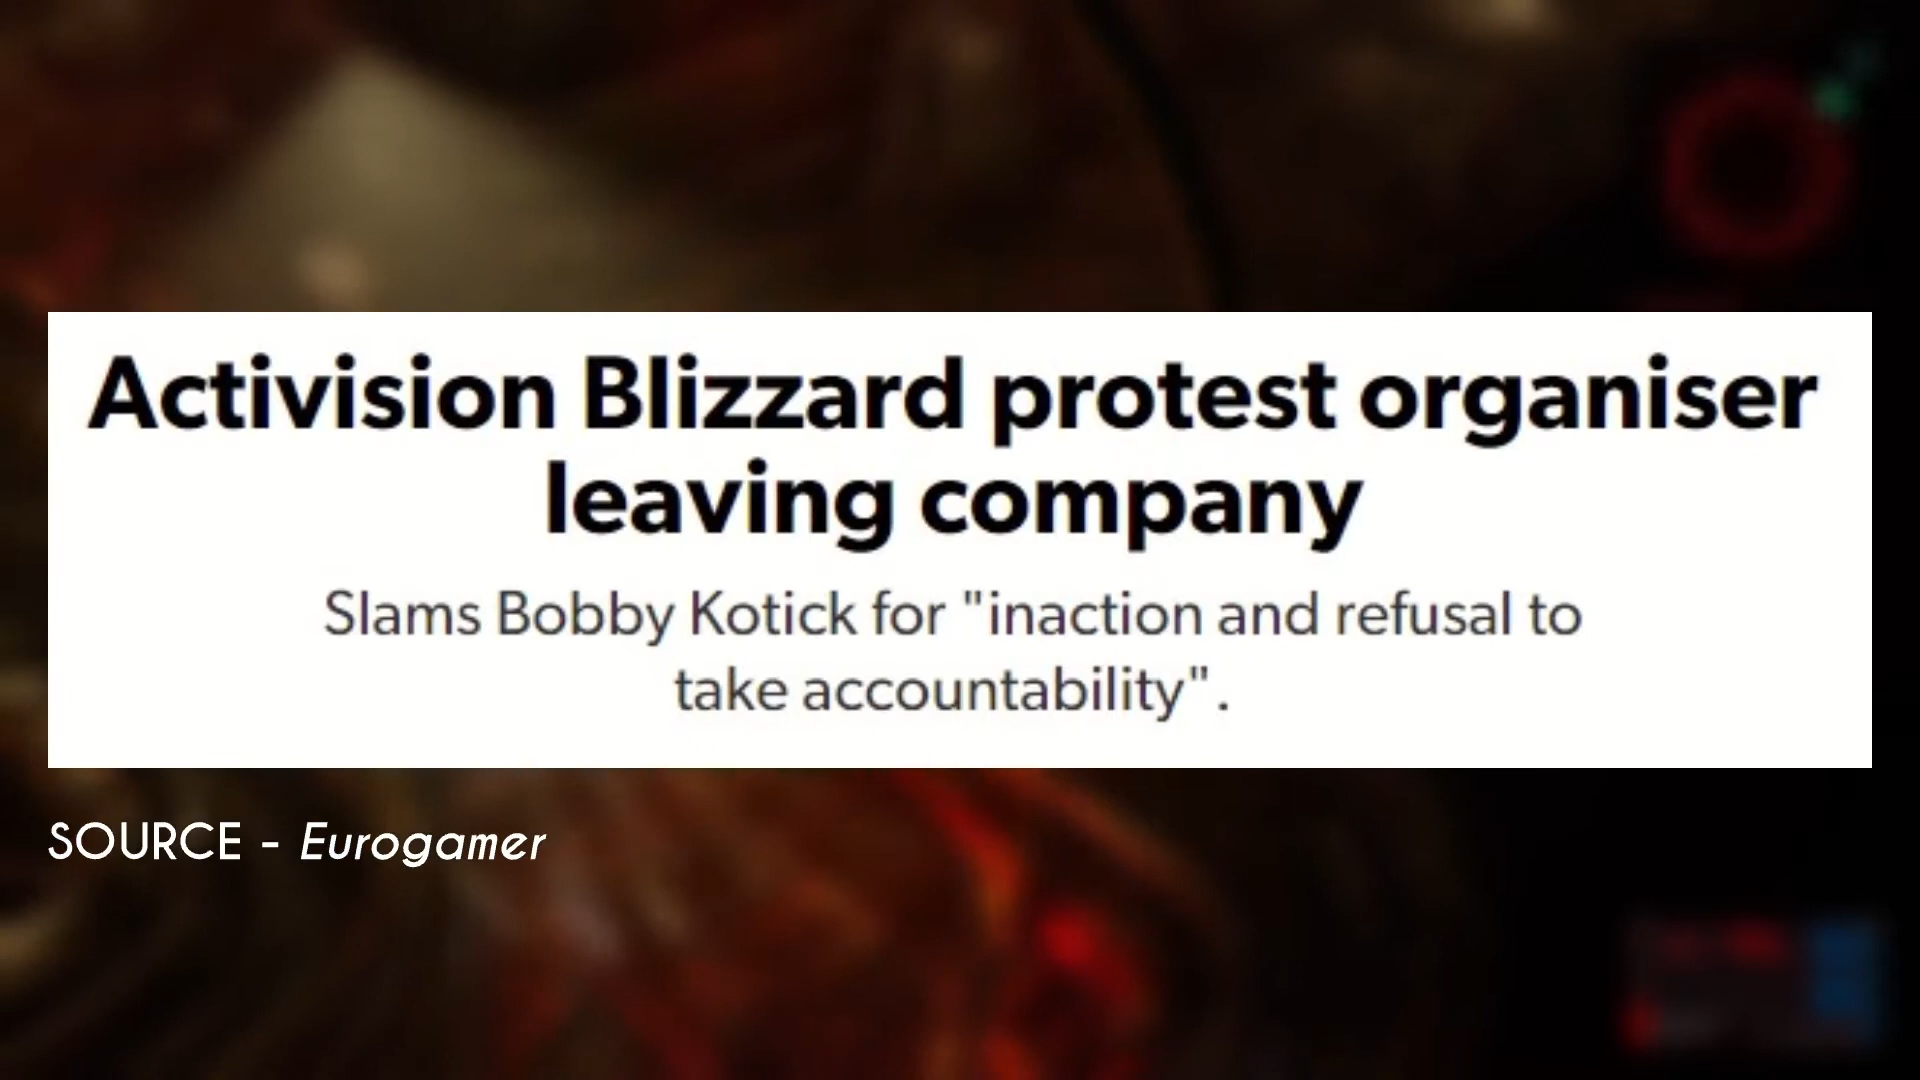 Activision Blizzard protest organiser
leaving company
Slams Bobby Kotick for "inaction and refusal to
take accountability".
SOURCE - Eurogamer